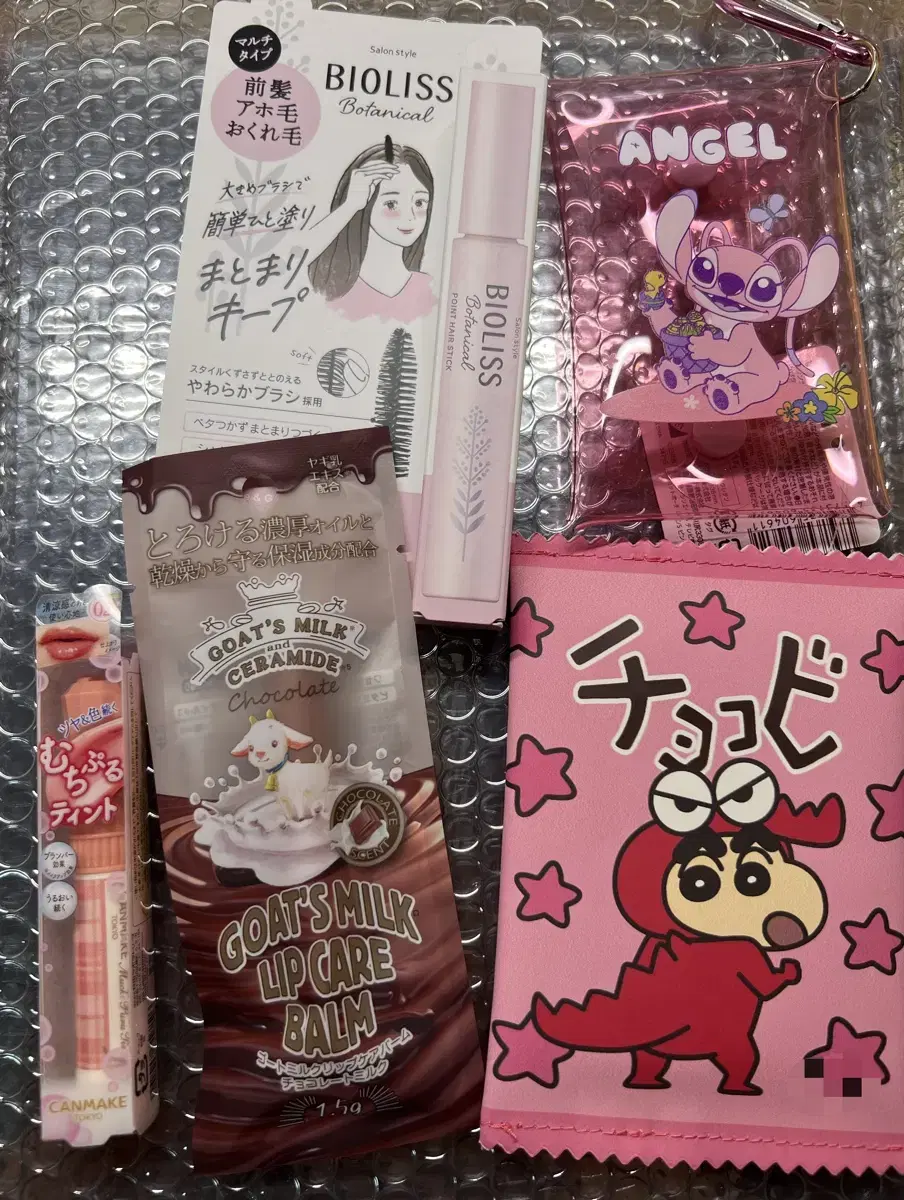 マルチ
タイプ
前髪
アホ毛
おくれ毛
Salon style
BIOLISS
Botanical
大きめブラシで
簡単ひと塗り
まとまり
キープ
Soft
スタイルくずさずととのえる
やわらかブラシ 採用
ベタつかずまとまりつづく
Salon style
BIOLISS
Botanical
POINT HAIR STICK
ANGEL
ヤギ乳
エキス
配合
とろける濃厚オイルと
乾燥から守る保湿成分配合
GOAT'S MILK
and
CERAMIDE
Chocolate
CHOCOLATE
SCENT
GOAT'S MILK
LIP CARE
BALM
ゴートミルクリップケアバーム
チョコレートミルク
1.5g
02
ツヤ&色続く
むちぷる
ティント
プランパー
効果
うるおい
続く
CANMAKE
TOKYO
チョコビ